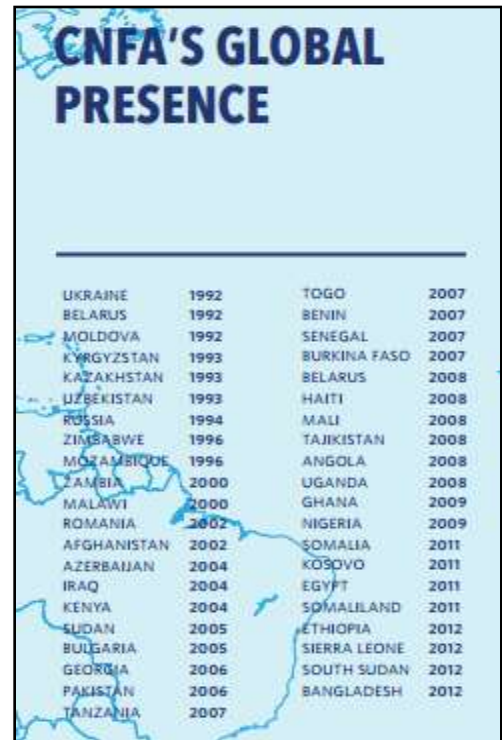 CNFA'S GLOBAL
PRESENCE
UKRAINE 1992
BELARUS 1992
MOLDOVA 1992
KYRGYZSTAN 1993
KAZAKHSTAN 1993
UZBEKISTAN 1993
RUSSIA 1994
ZIMBABWE 1996
MOZAMBIQUE 1996
ZAMBIA 2000
MALAWI 2000
ROMANIA 2002
AFGHANISTAN 2002
AZERBAIJAN 2004
IRAQ 2004
KENYA 2004
SUDAN 2005
BULGARIA 2005
GEORGIA 2006
PAKISTAN 2006
TANZANIA 2007
TOGO 2007
BENIN 2007
SENEGAL 2007
BURKINA FASO 2007
BELARUS 2008
HAITI 2008
MALI 2008
TAJIKISTAN 2008
ANGOLA 2008
UGANDA 2008
GHANA 2009
NIGERIA 2009
SOMALIA 2011
KOSOVO 2011
EGYPT 2011
SOMALILAND 2011
ETHIOPIA 2012
SIERRA LEONE 2012
SOUTH SUDAN 2012
BANGLADESH 2012